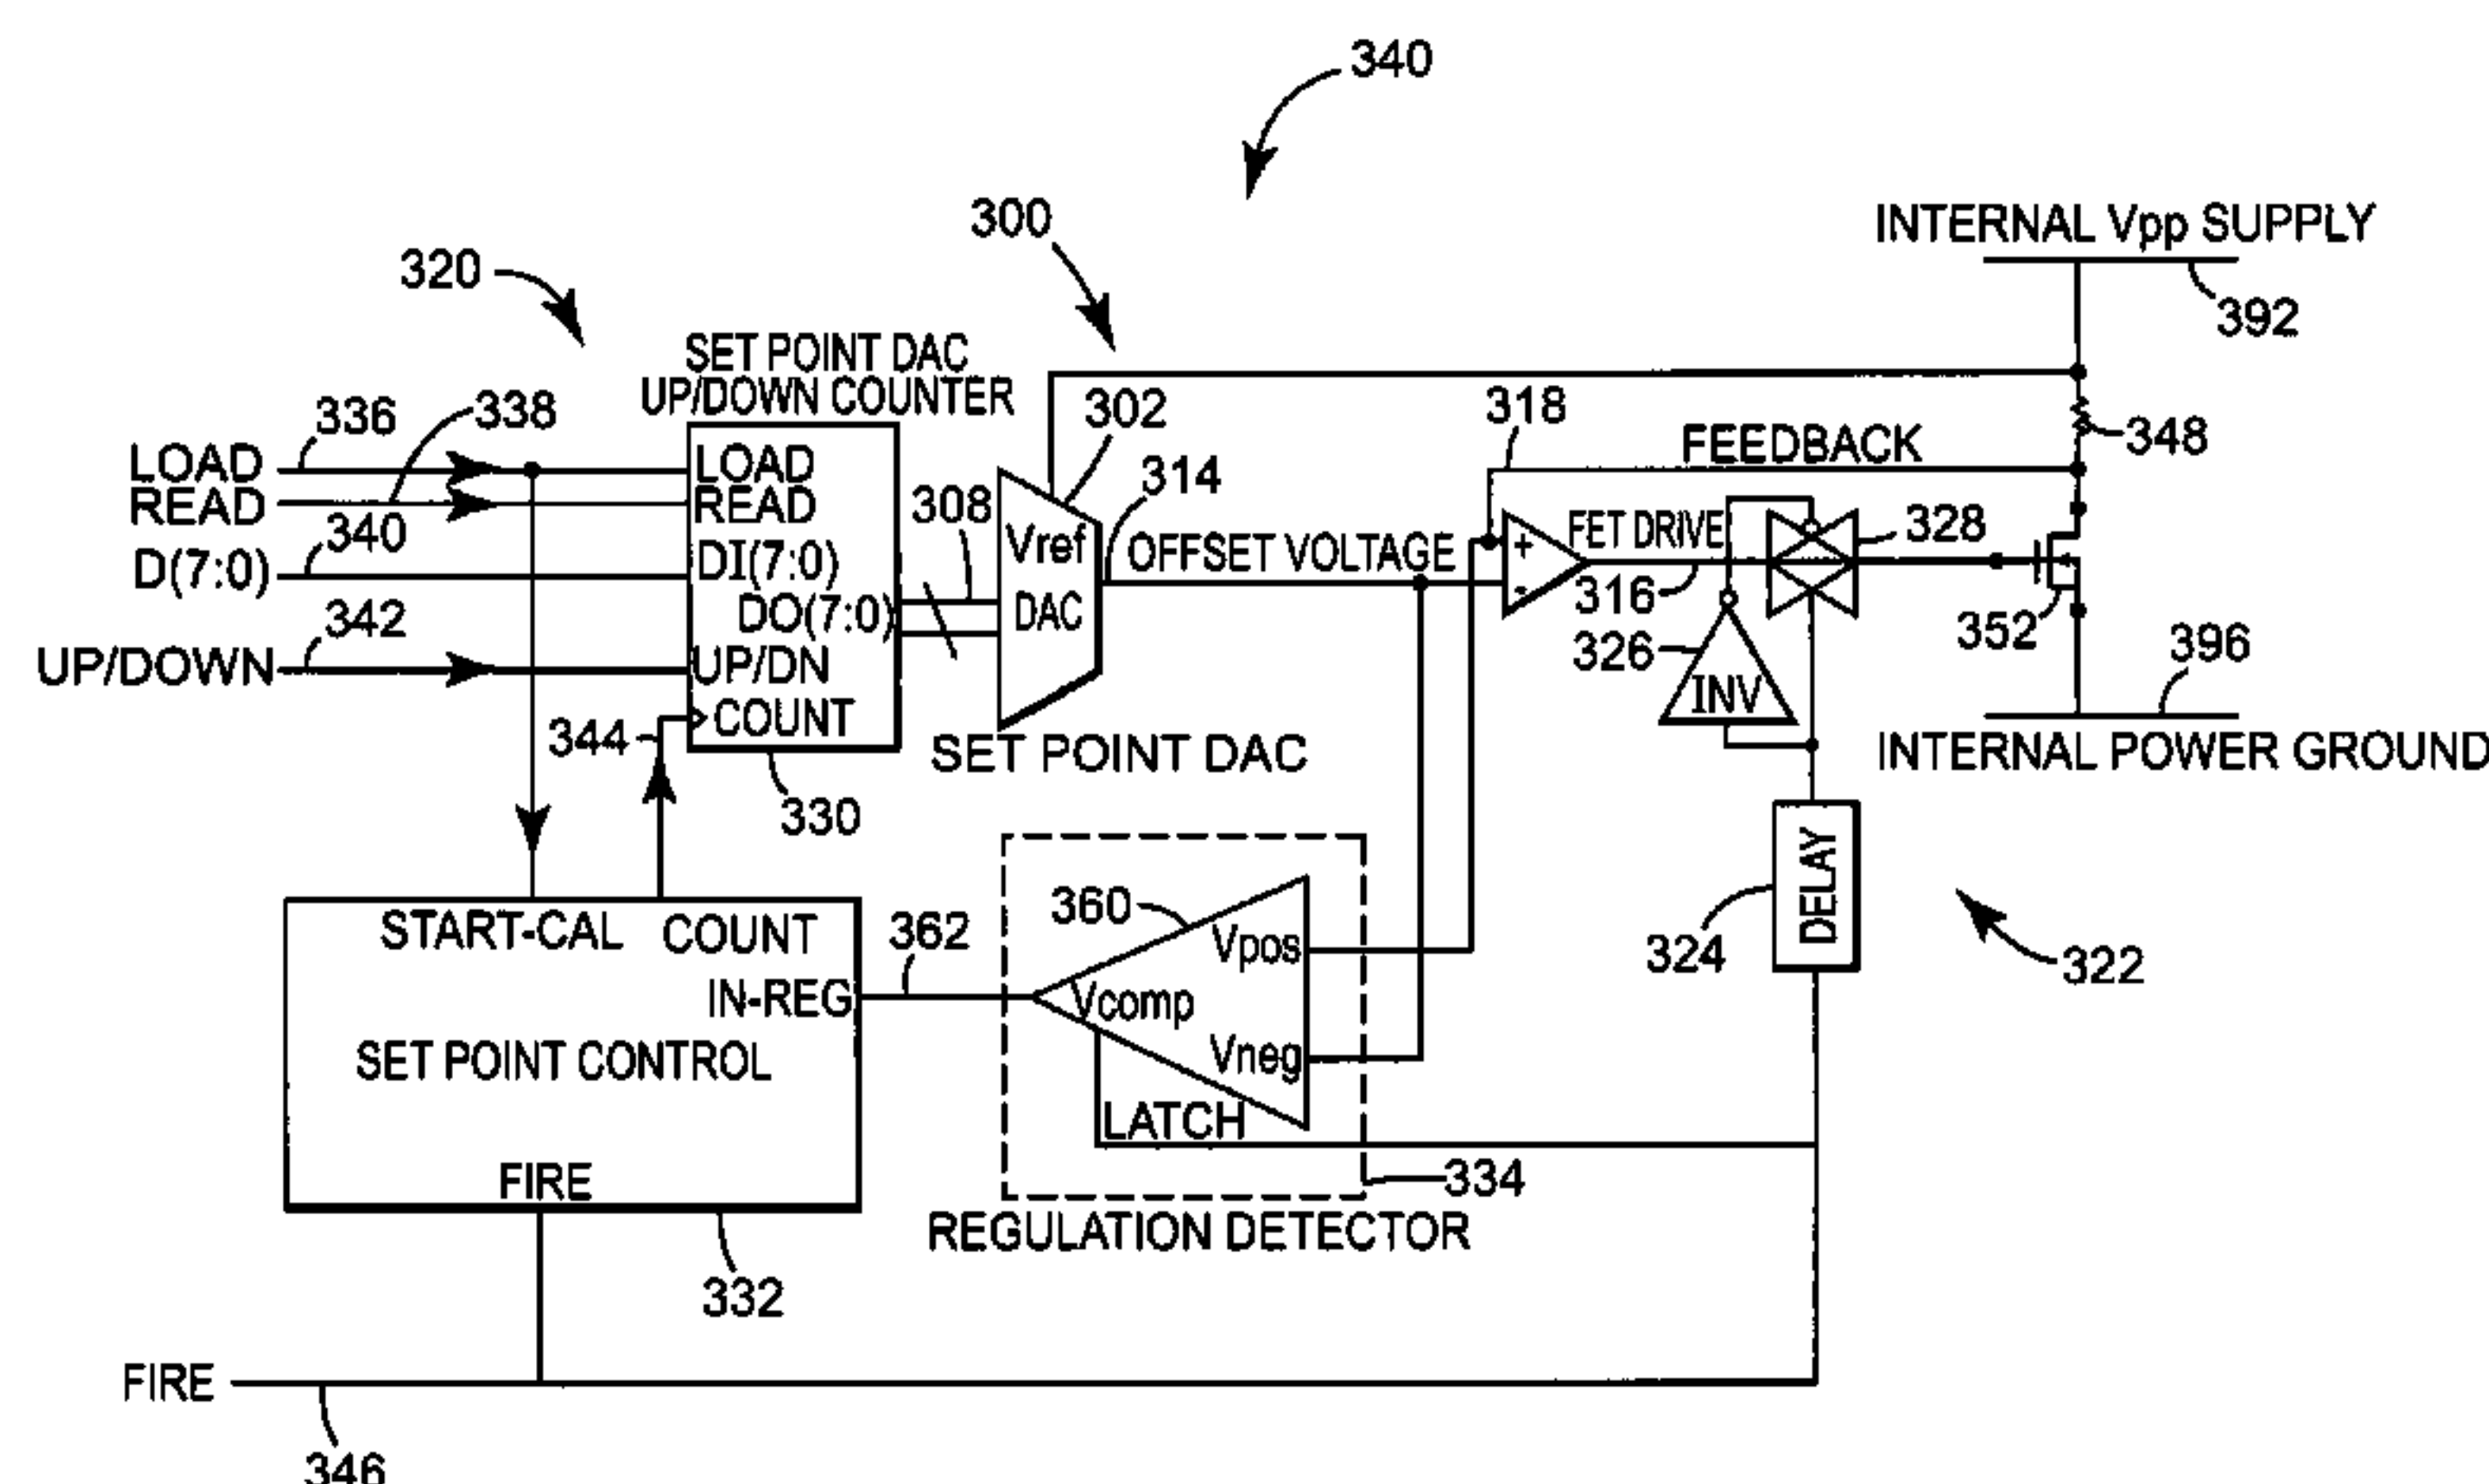 340
300
INTERNAL Vpp SUPPLY
320
392
SET POINT DAC
UP/DOWN COUNTER
336
338
302
318
348
FEEDBACK
LOAD
LOAD
314
READ
READ
308
340
Vref
OFFSET VOLTAGE
+
FET DRIVE
328
D(7:0)
DI(7:0)
DO(7:0)
DAC
-
316
342
352
396
326
UP/DOWN
UP/DN
INV
COUNT
344
SET POINT DAC
INTERNAL POWER GROUND
330
DELAY
360
START-CAL
COUNT
362
Vpos
324
322
IN-REG
Vcomp
SET POINT CONTROL
Vneg
LATCH
FIRE
334
REGULATION DETECTOR
332
FIRE
346